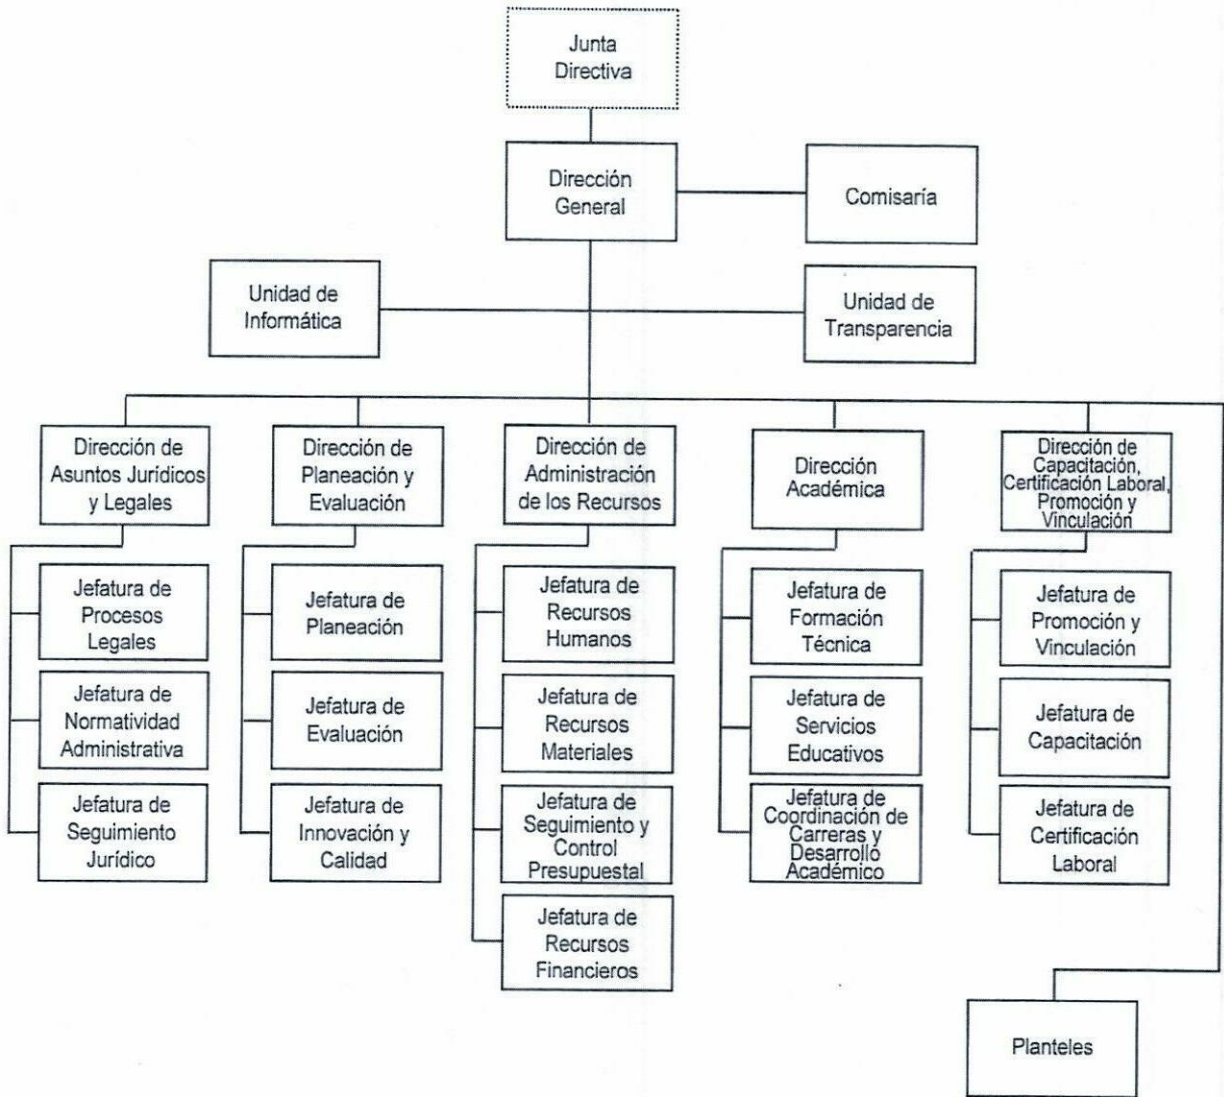 Junta
Directiva
Dirección
General
Comisaría
Unidad de
Informática
Unidad de
Transparencia
Dirección de
Asuntos Jurídicos
y Legales
Dirección de
Planeación y
Evaluación
Dirección de
Administración
de los Recursos
Dirección
Académica
Dirección de
Capacitación,
Certificación Laboral,
Promoción y
Vinculación
Jefatura de
Procesos
Legales
Jefatura de
Planeación
Jefatura de
Recursos
Humanos
Jefatura de
Formación
Técnica
Jefatura de
Promoción y
Vinculación
Jefatura de
Normatividad
Administrativa
Jefatura de
Evaluación
Jefatura de
Recursos
Materiales
Jefatura de
Servicios
Educativos
Jefatura de
Capacitación
Jefatura de
Seguimiento
Jurídico
Jefatura de
Innovación y
Calidad
Jefatura de
Seguimiento y
Control
Presupuestal
Jefatura de
Coordinación de
Carreras y
Desarrollo
Académico
Jefatura de
Certificación
Laboral
Jefatura de
Recursos
Financieros
Planteles